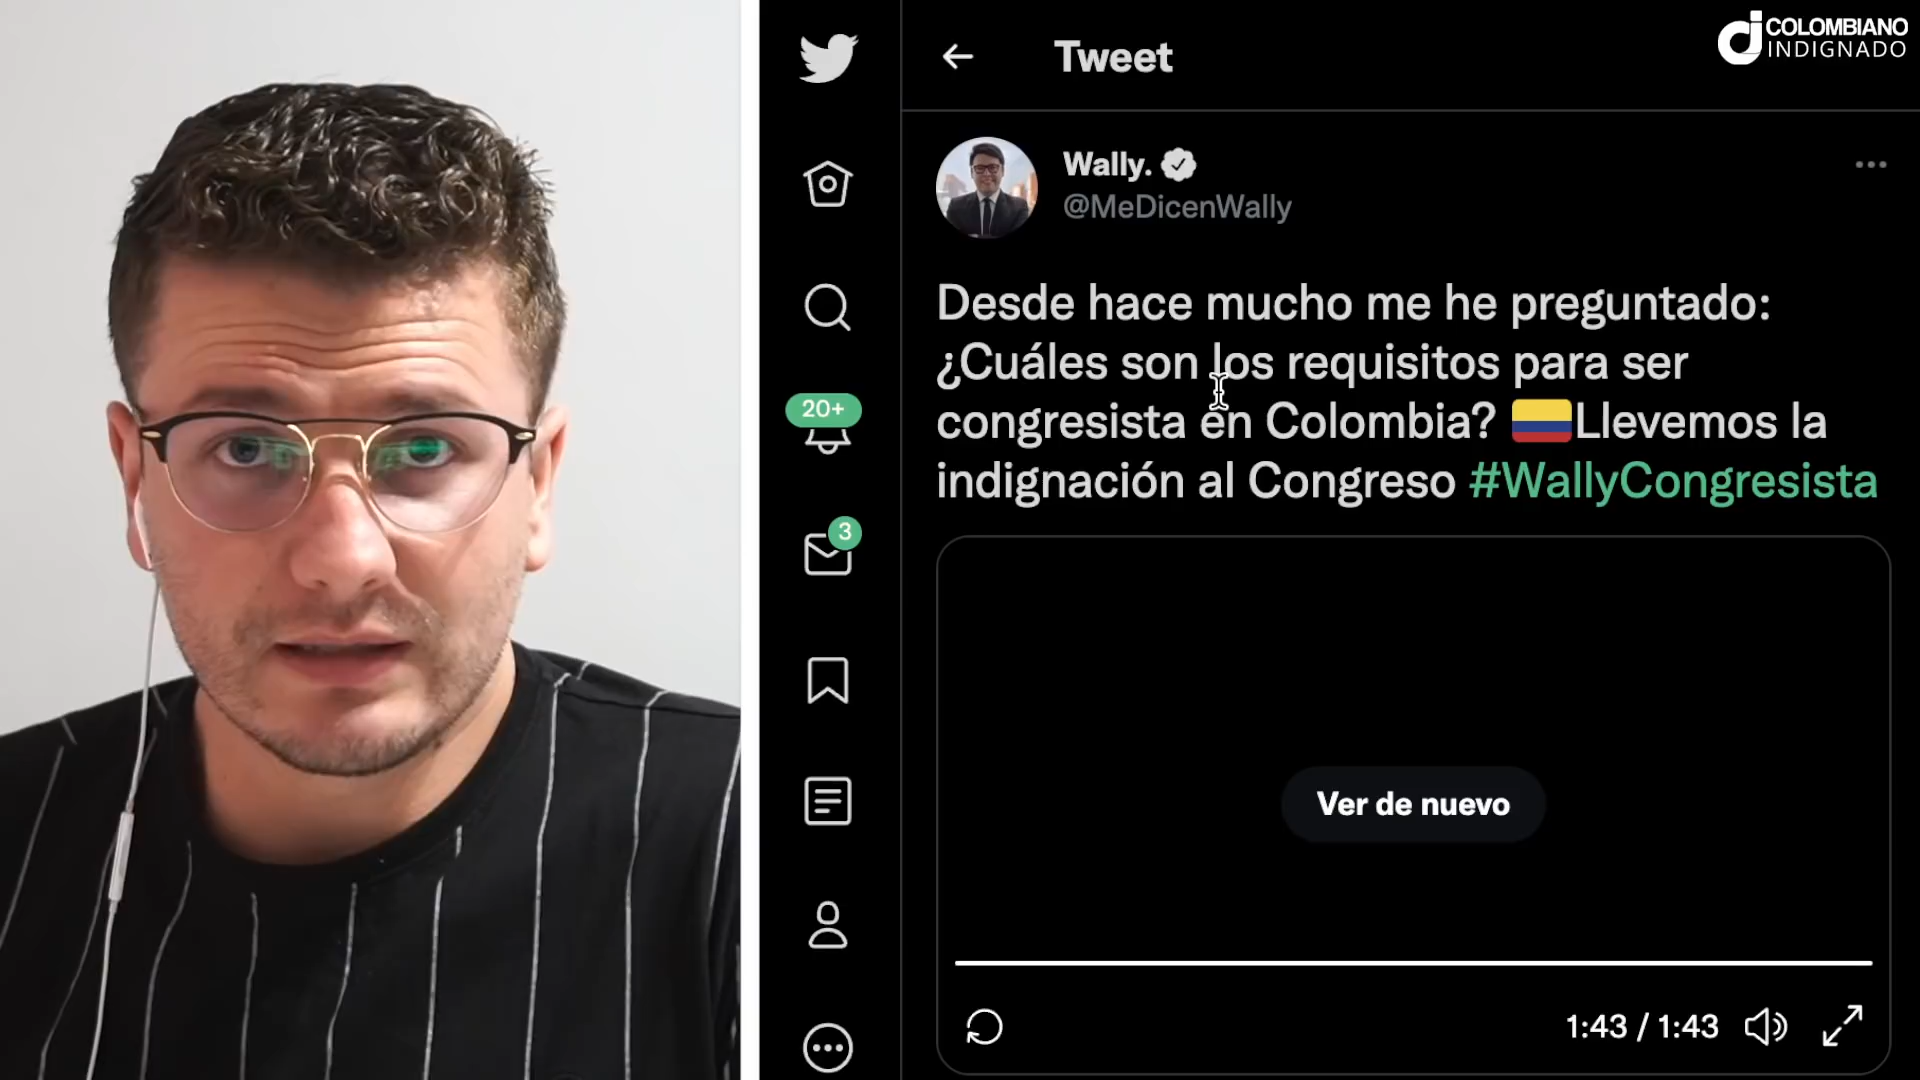 COLOMBIANO
INDIGNADO
Tweet
Wally.
@MeDicenWally
Desde hace mucho me he preguntado:
¿Cuáles son los requisitos para ser
congresista en Colombia? 🇨🇴Llevemos la
indignación al Congreso #WallyCongresista
20+
3
Ver de nuevo
1:43 / 1:43